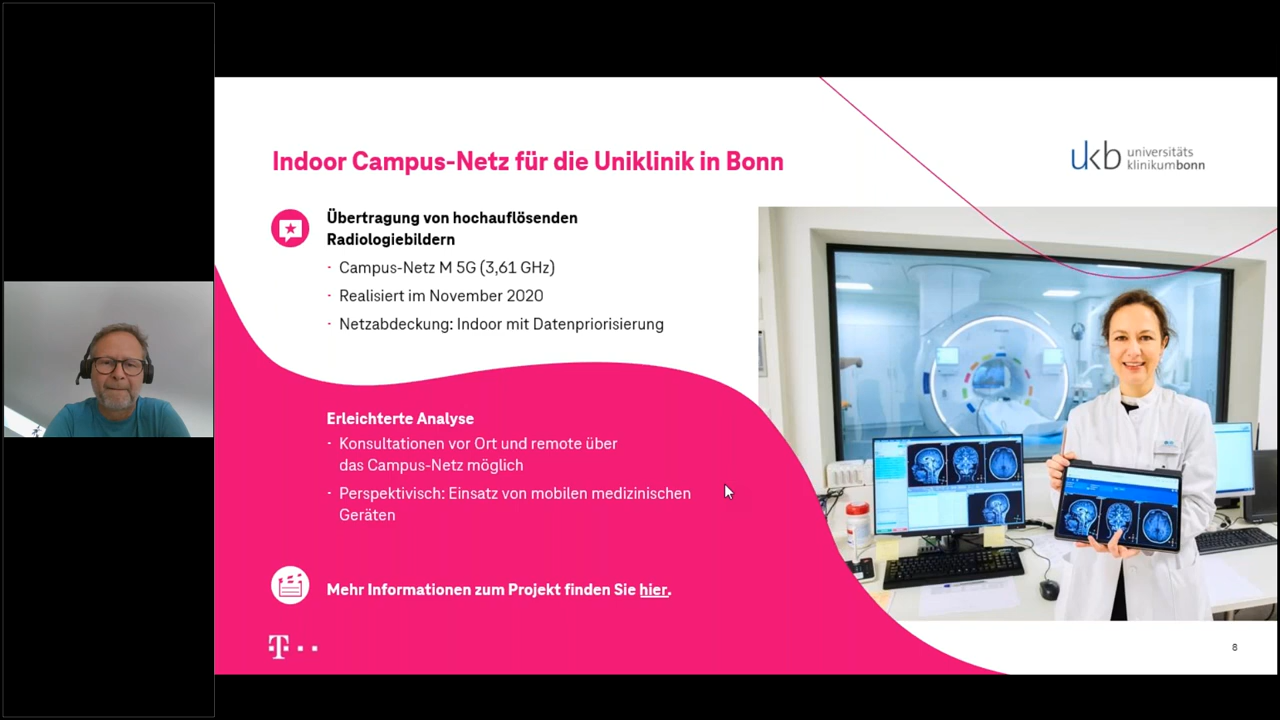 Indoor Campus-Netz für die Uniklinik in Bonn
ukb universitäts
klinikumbonn
Übertragung von hochauflösenden
Radiologiebildern
- Campus-Netz M 5G (3,61 GHz)
- Realisiert im November 2020
- Netzabdeckung: Indoor mit Datenpriorisierung
Erleichterte Analyse
- Konsultationen vor Ort und remote über
das Campus-Netz möglich
- Perspektivisch: Einsatz von mobilen medizinischen
Geräten
Mehr Informationen zum Projekt finden Sie hier.
T
8